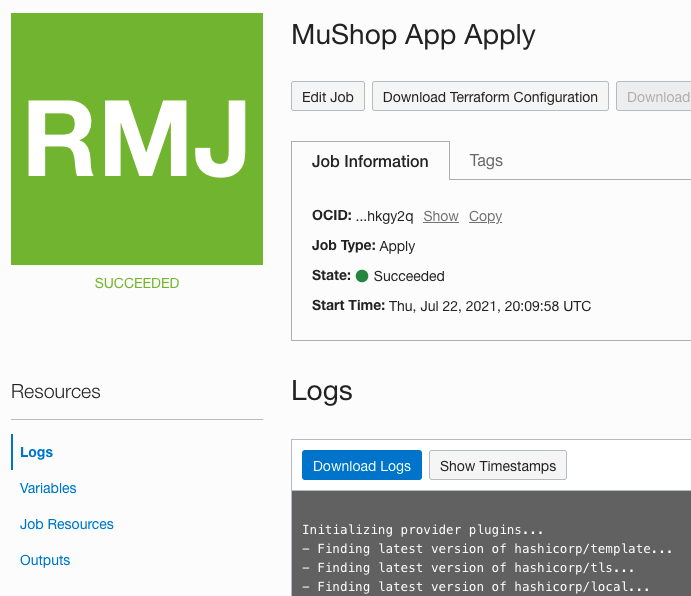 RMJ
SUCCEEDED
MuShop App Apply
Edit Job
Download Terraform Configuration
Download
Job Information
Tags
OCID: ...hkgy2q Show Copy
Job Type: Apply
State: Succeeded
Start Time: Thu, Jul 22, 2021, 20:09:58 UTC
Resources
Logs
Variables
Job Resources
Outputs
Logs
Download Logs
Show Timestamps
Initializing provider plugins...
- Finding latest version of hashicorp/template...
- Finding latest version of hashicorp/tls...
- Finding latest version of hashicorp/local...